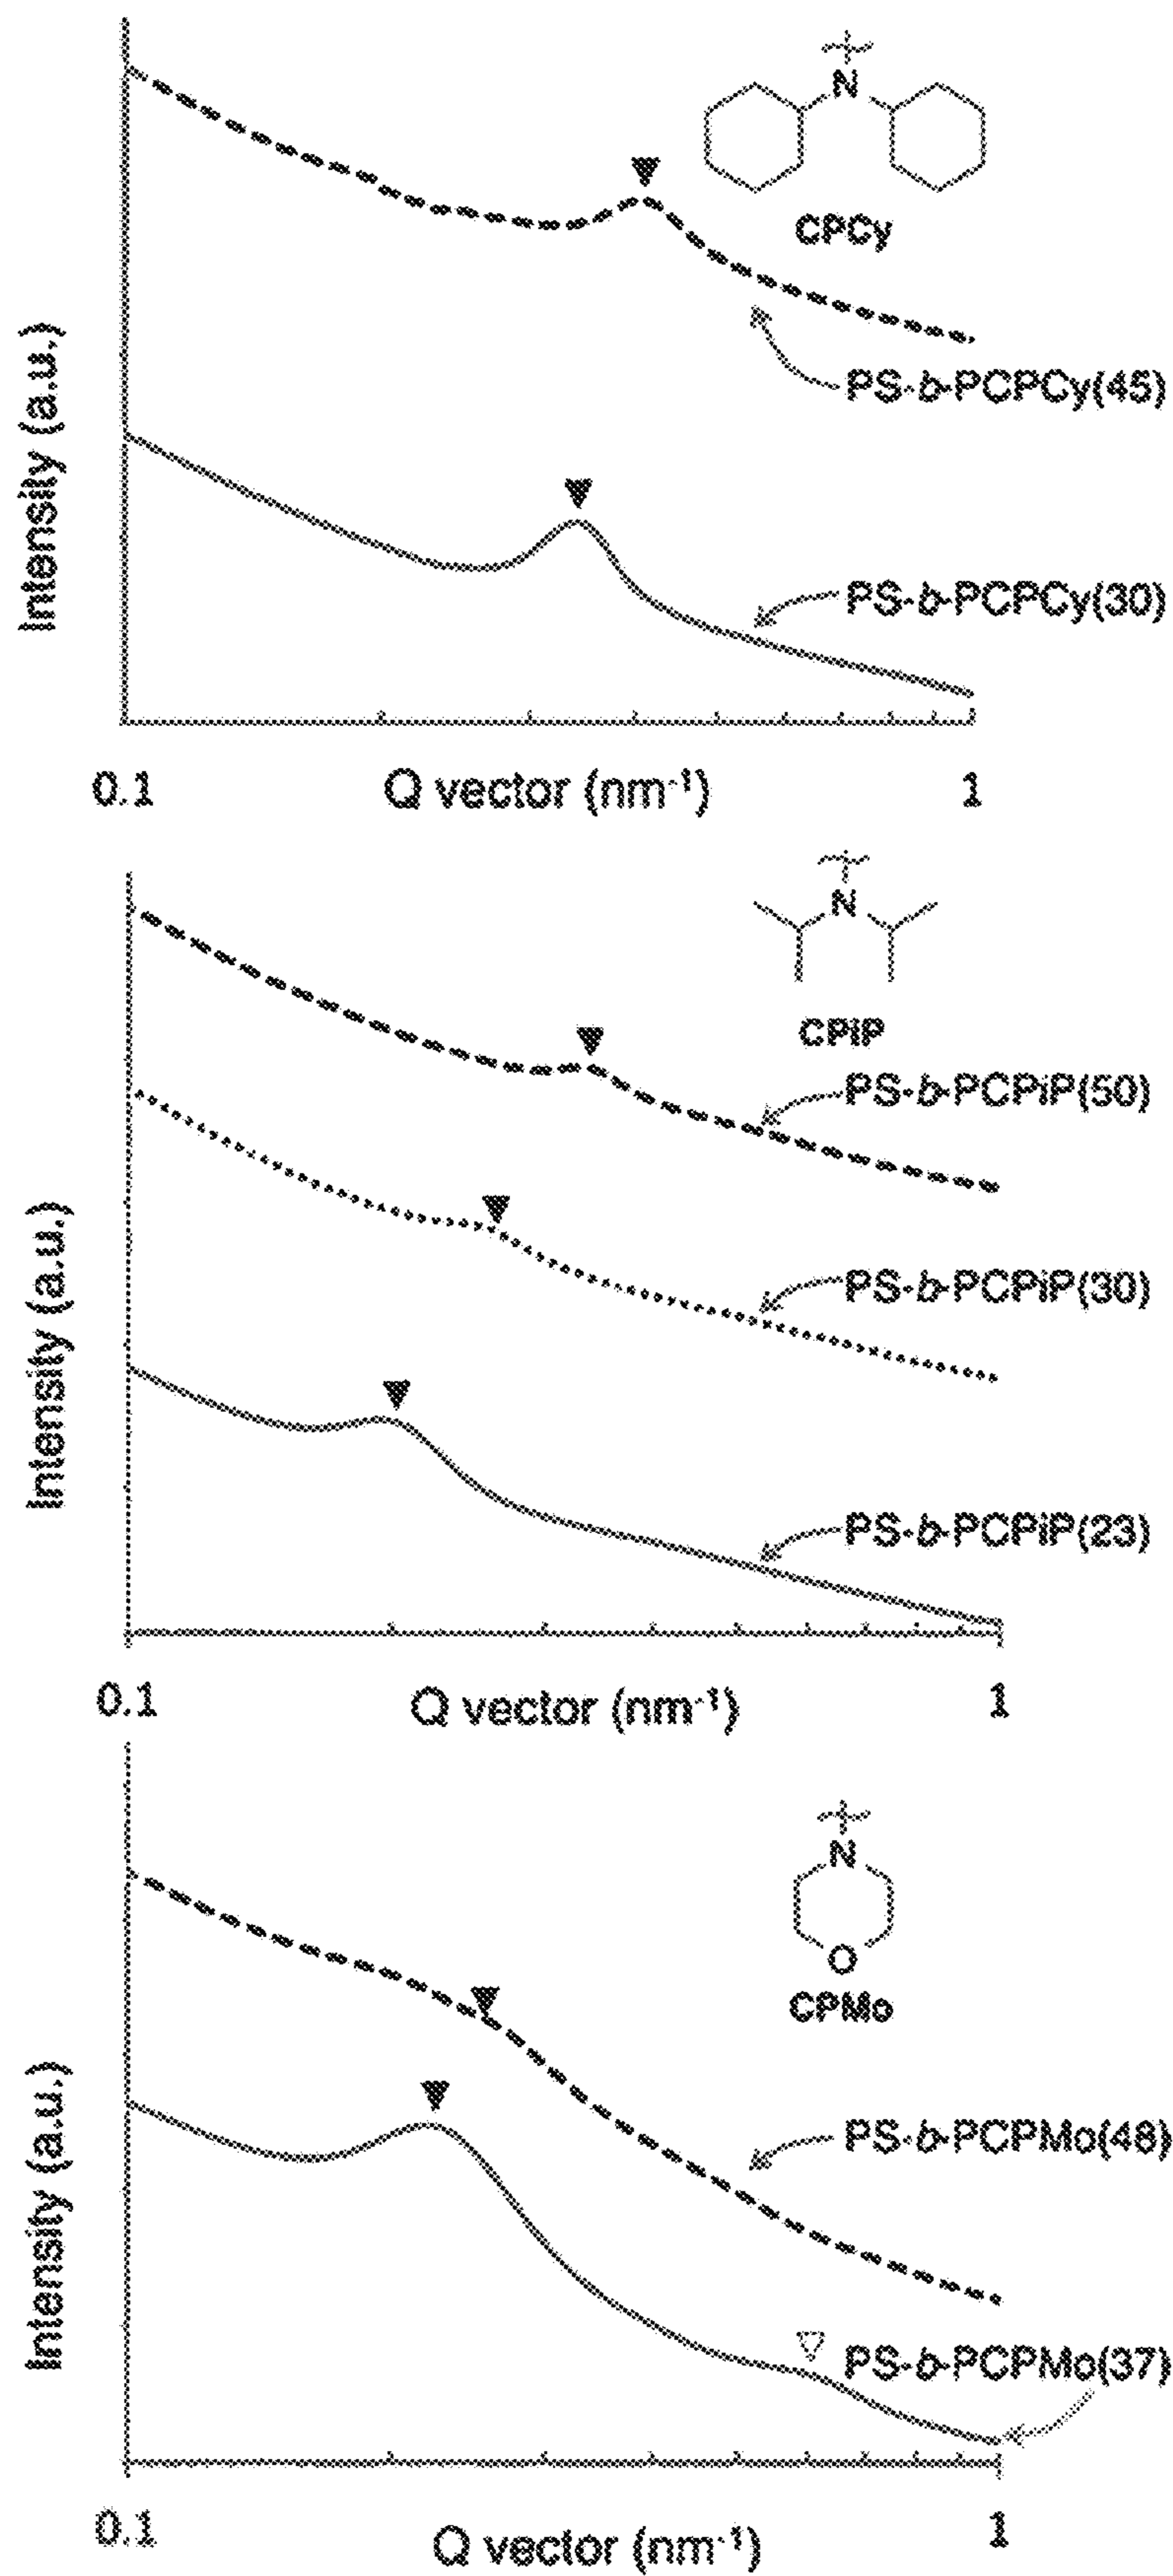 N
CPCy
PS-b-PCPCy(45)
Intensity (a.u.)
PS-b-PCPCy(30)
0.1
Q vector (nm-1)
1
N
CPiP
PS-b-PCPiP(50)
PS-b-PCPiP(30)
Intensity (a.u.)
PS-b-PCPiP(23)
0.1
Q vector (nm-1)
1
N
O
CPMo
PS-b-PCPMo(48)
Intensity (a.u.)
PS-b-PCPMo(37)
0.1
Q vector (nm-1)
1